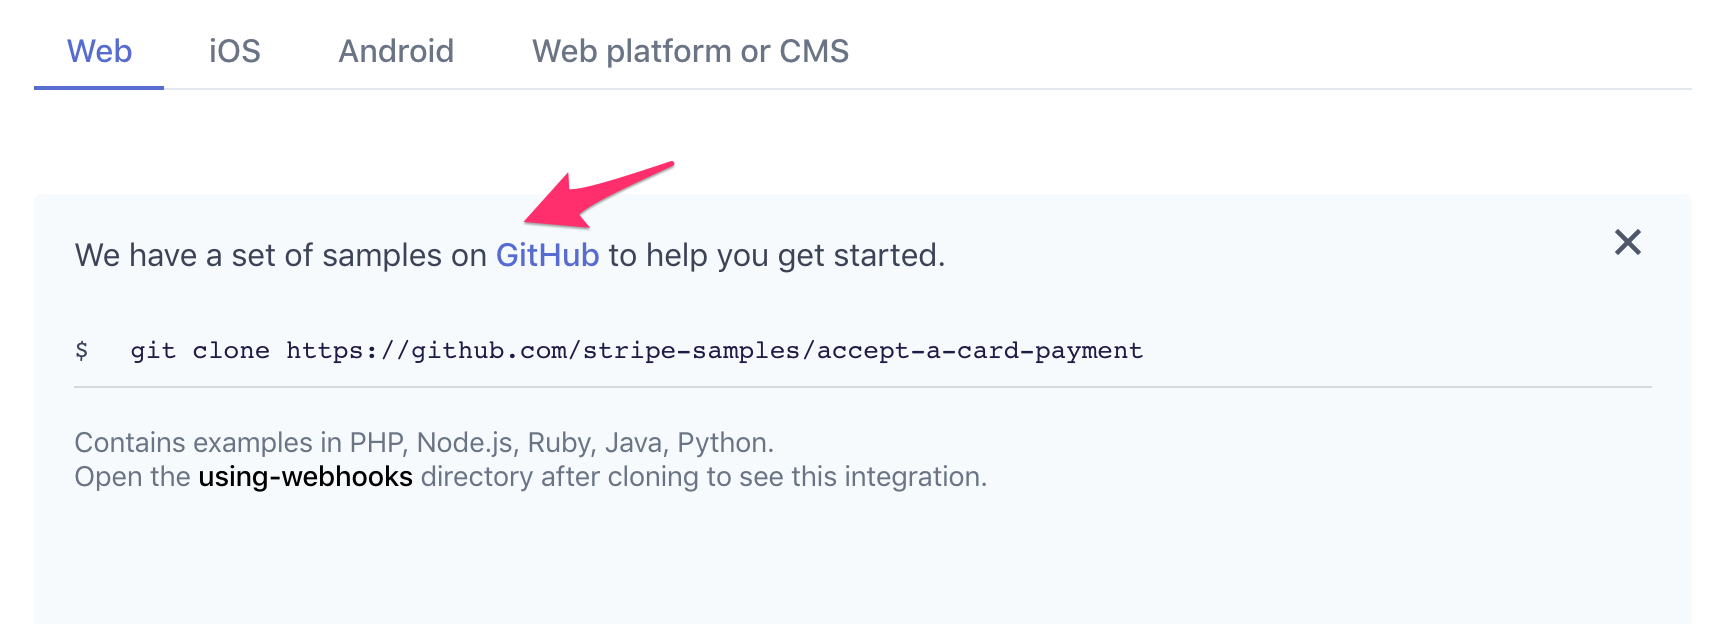 Web iOS Android Web platform or CMS
We have a set of samples on GitHub to help you get started.
$ git clone https://github.com/stripe-samples/accept-a-card-payment
Contains examples in PHP, Node.js, Ruby, Java, Python.
Open the using-webhooks directory after cloning to see this integration.